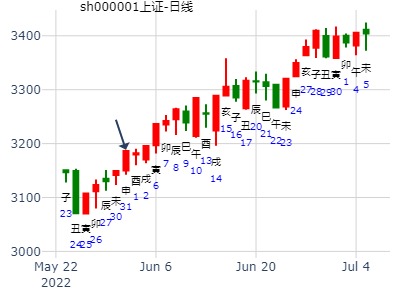 sh000001上证-日线
3400
3300
3200
3100
3000
子
23
丑
24
寅
25
卯
26
辰
27
未
30
申
31
酉
1
戌
2
寅
6
卯
7
辰
8
巳
9
午
10
酉
13
戌
14
亥
15
子
16
丑
17
辰
20
巳
21
午
22
未
23
申
24
亥
27
子
28
丑
29
寅
30
卯
1
午
4
未
5
May 22
2022
Jun 6
Jun 20
Jul 4